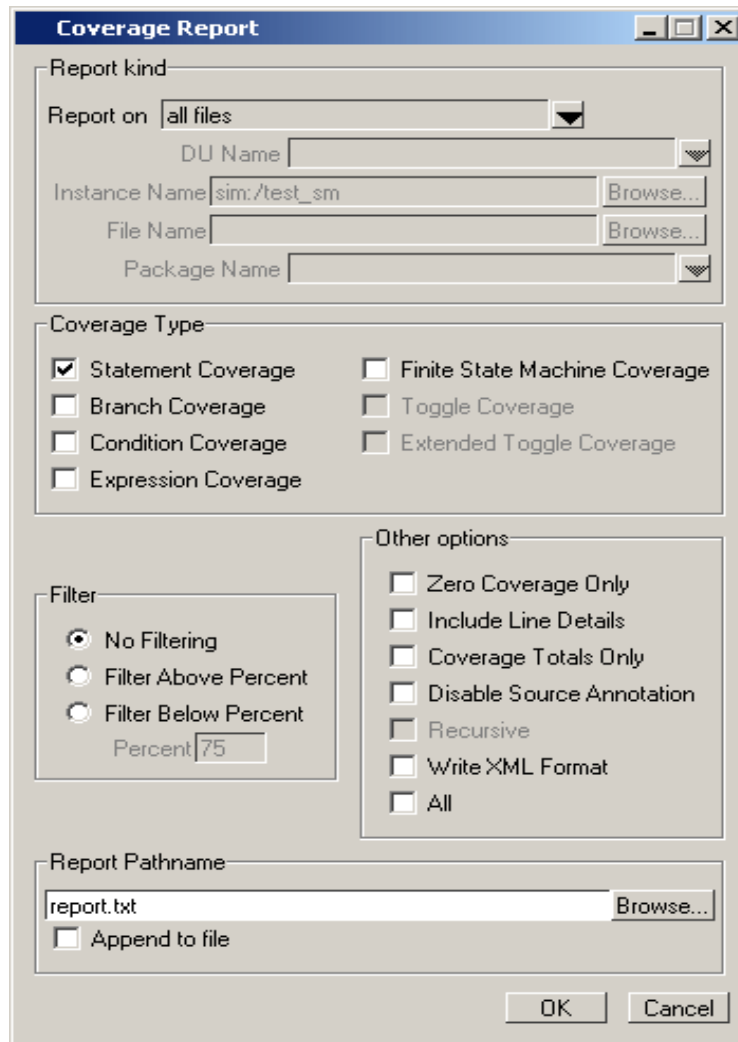 Coverage Report
Report kind
Report on all files
DU Name
Instance Name sim:/test_sm Browse...
File Name Browse...
Package Name
Coverage Type
Statement Coverage Finite State Machine Coverage
Branch Coverage Toggle Coverage
Condition Coverage Extended Toggle Coverage
Expression Coverage
Filter
No Filtering
Filter Above Percent
Filter Below Percent
Percent 75
Other options
Zero Coverage Only
Include Line Details
Coverage Totals Only
Disable Source Annotation
Recursive
Write XML Format
All
Report Pathname
report.txt Browse...
Append to file
OK Cancel